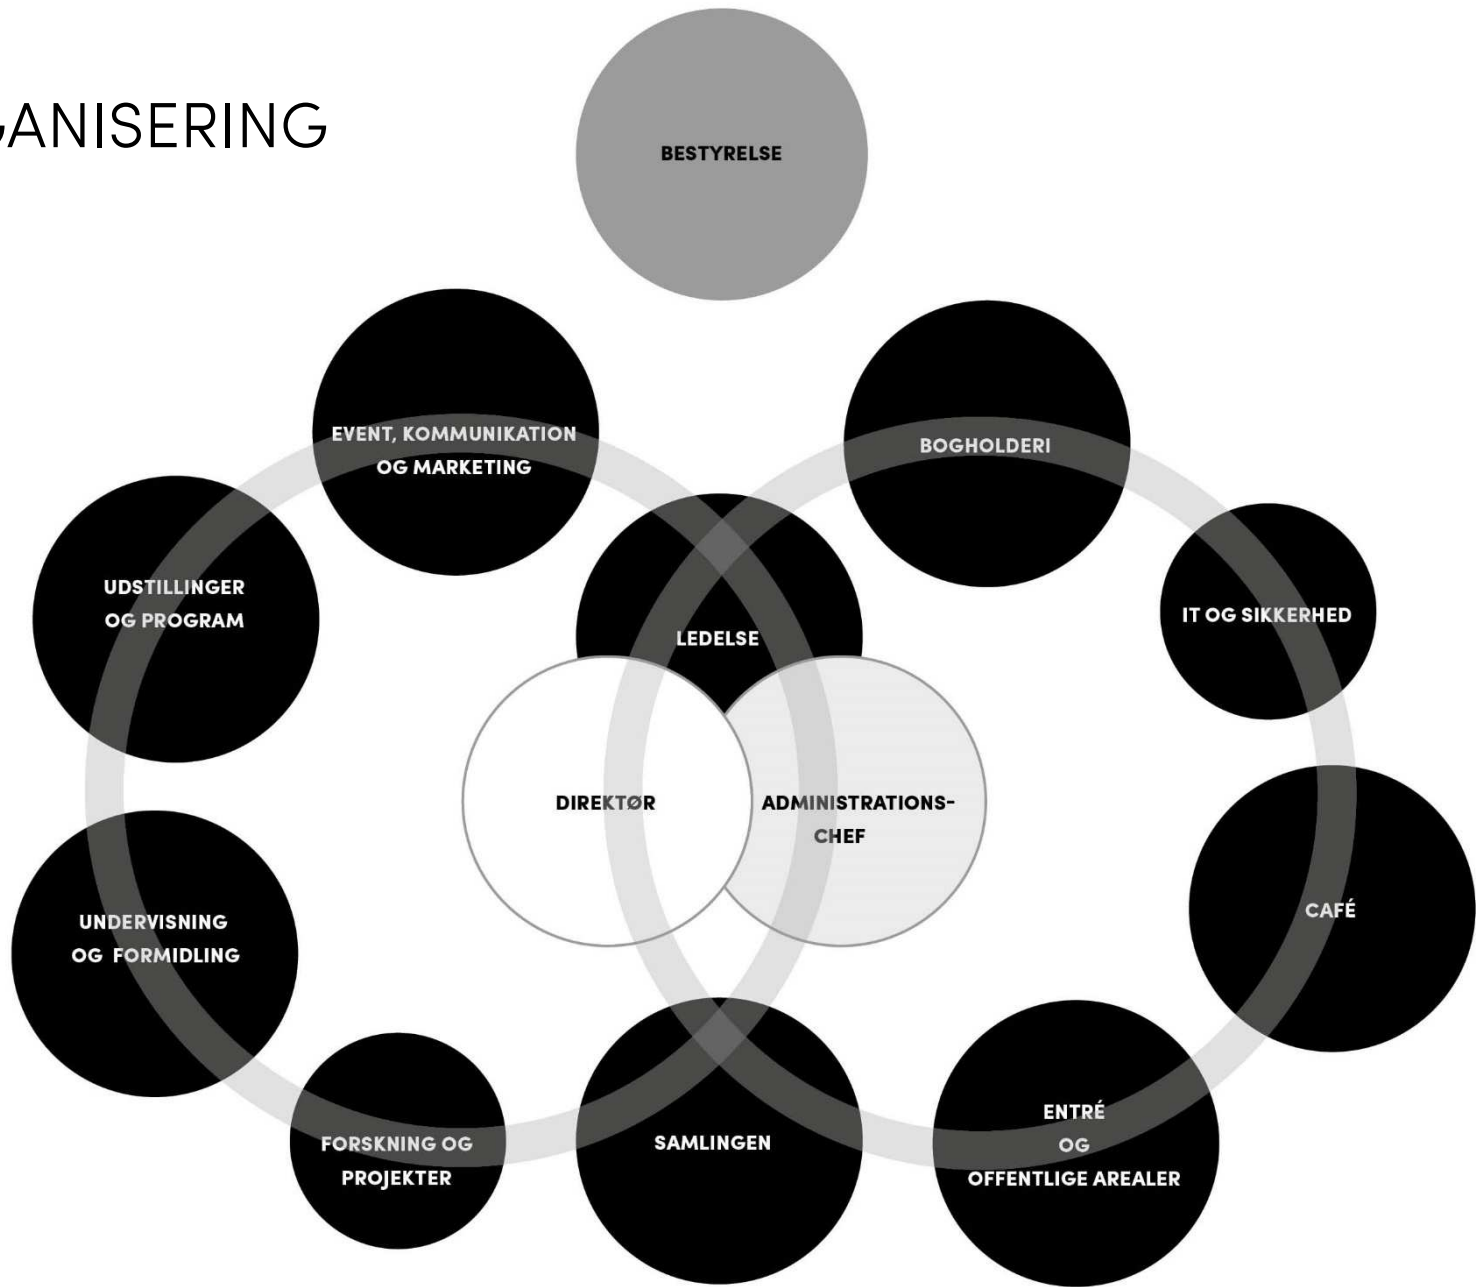 GANISERING
BESTYRELSE
EVENT, KOMMUNIKATION
OG MARKETING
BOGHOLDERI
UDSTILLINGER
OG PROGRAM
LEDELSE
IT OG SIKKERHED
DIREKTØR
ADMINISTRATIONS-
CHEF
UNDERVISNING
OG FORMIDLING
CAFÉ
FORSKNING OG
PROJEKTER
SAMLINGEN
ENTRÉ
OG
OFFENTLIGE AREALER